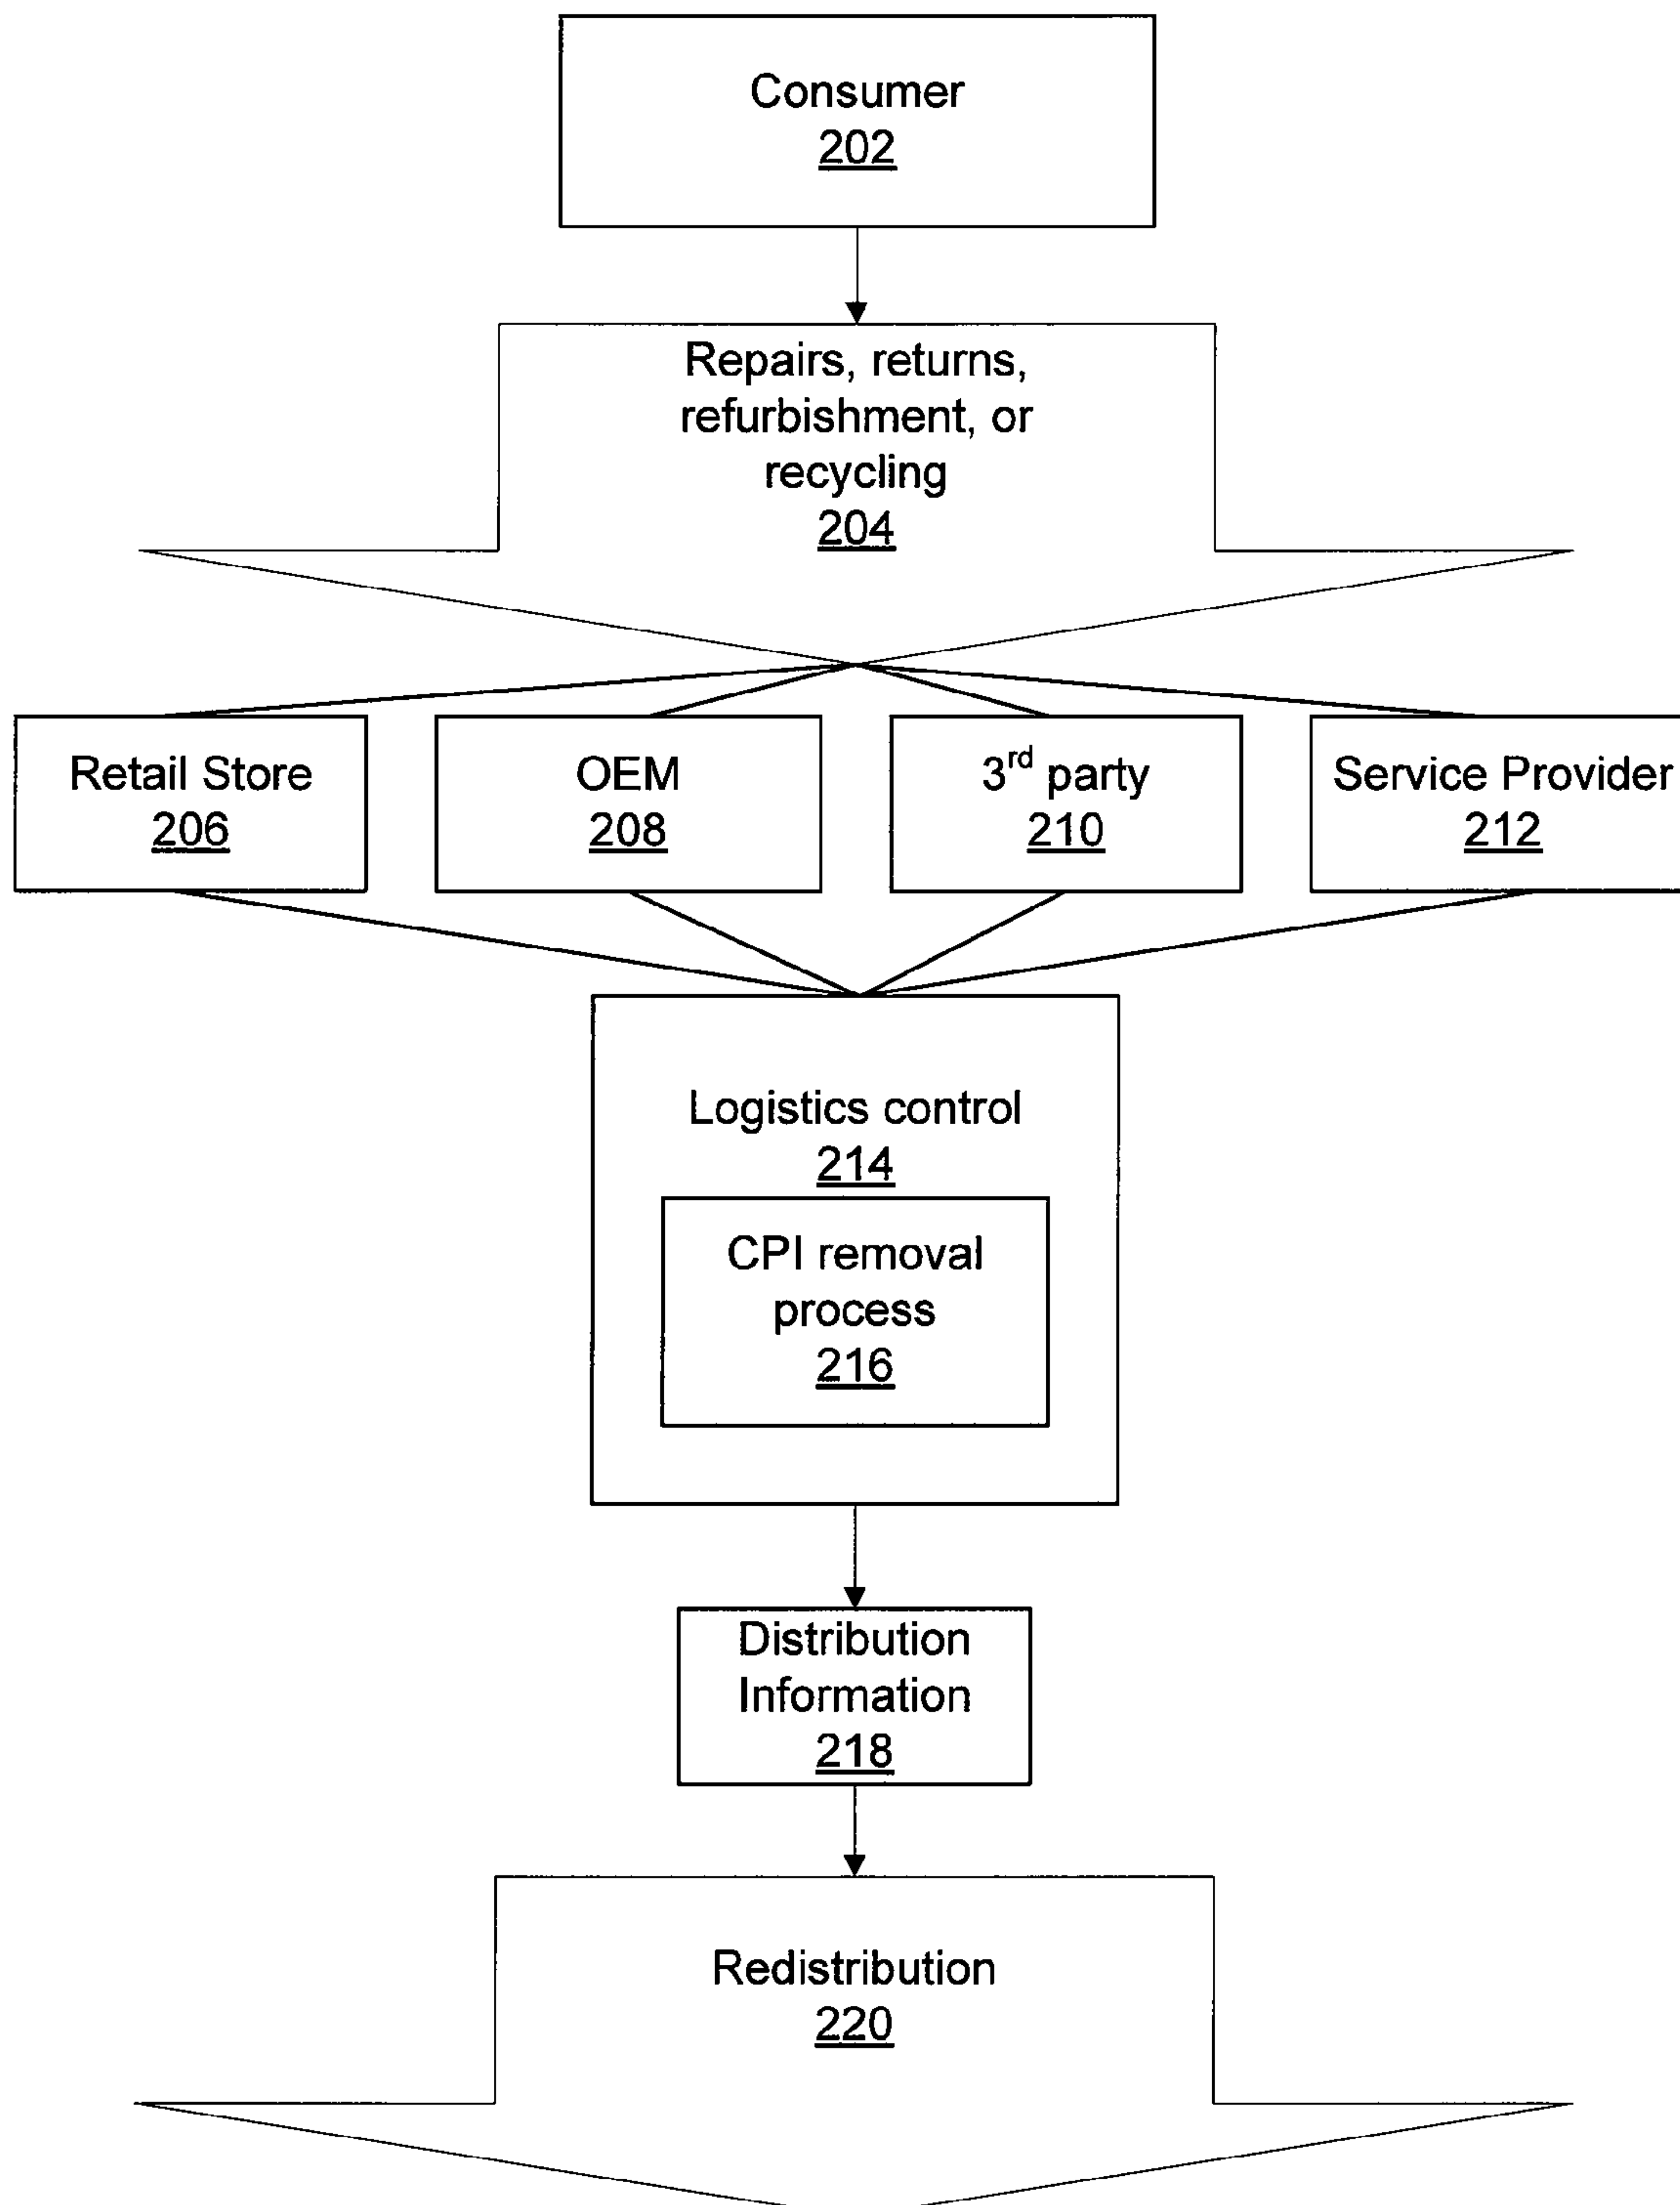 Consumer
202
Repairs, returns,
refurbishment, or
recycling
204
Retail Store
206
OEM
208
3rd party
210
Service Provider
212
Logistics control
214
CPI removal
process
216
Distribution
Information
218
Redistribution
220